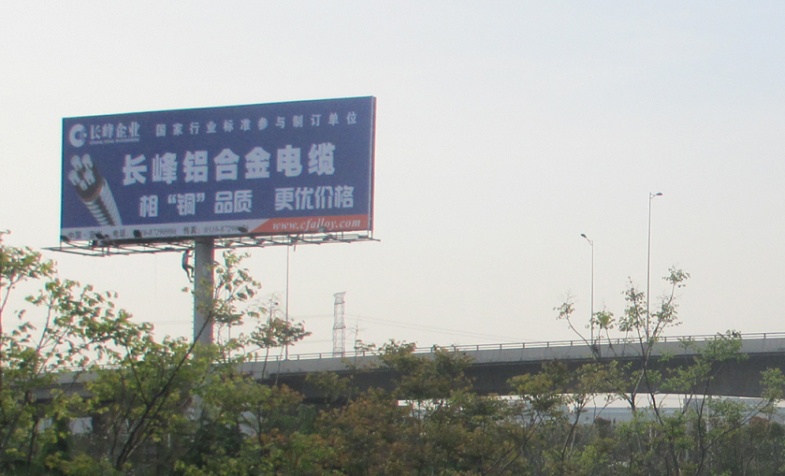 长峰企业 国家行业标准参与制订单位
长峰铝合金电缆
相“铜”品质 更优价格
www.cfalloy.com